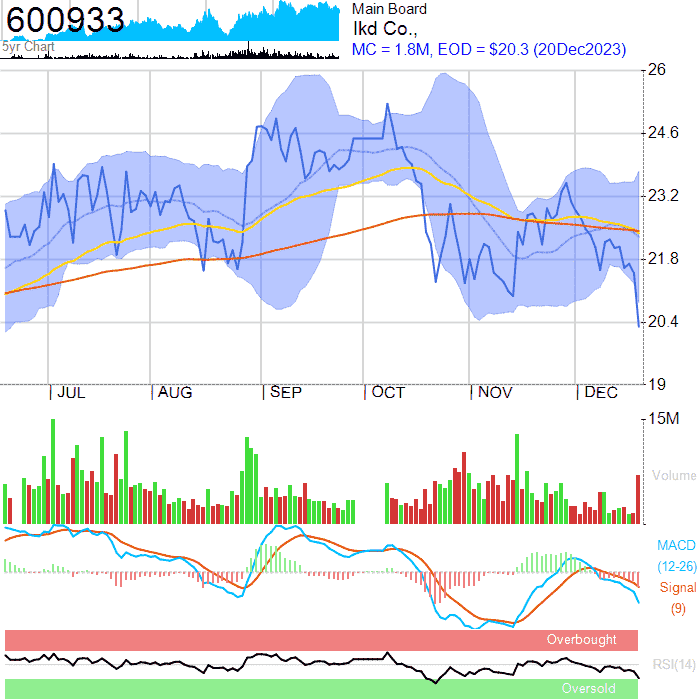 600933
5yr Chart
Main Board
Ikd Co.,
MC = 1.8M, EOD = $20.3 (20Dec2023)
26
24.6
23.2
21.8
20.4
19
JUL
AUG
SEP
OCT
NOV
DEC
15M
Volume
MACD
(12-26)
Signal
(9)
Overbought
RSI(14)
Oversold